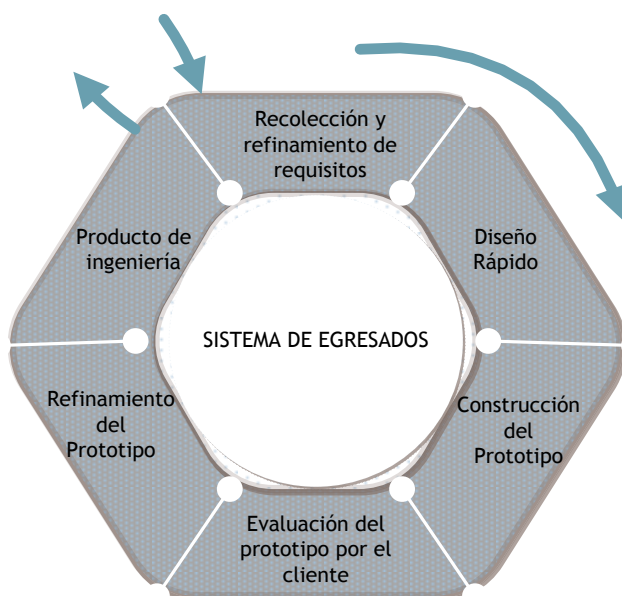 Recolección y
refinamiento de
requisitos
Diseño
Rápido
Construcción
del
Prototipo
Evaluación del
prototipo por el
cliente
Refinamiento
del
Prototipo
Producto de
ingeniería
SISTEMA DE EGRESADOS